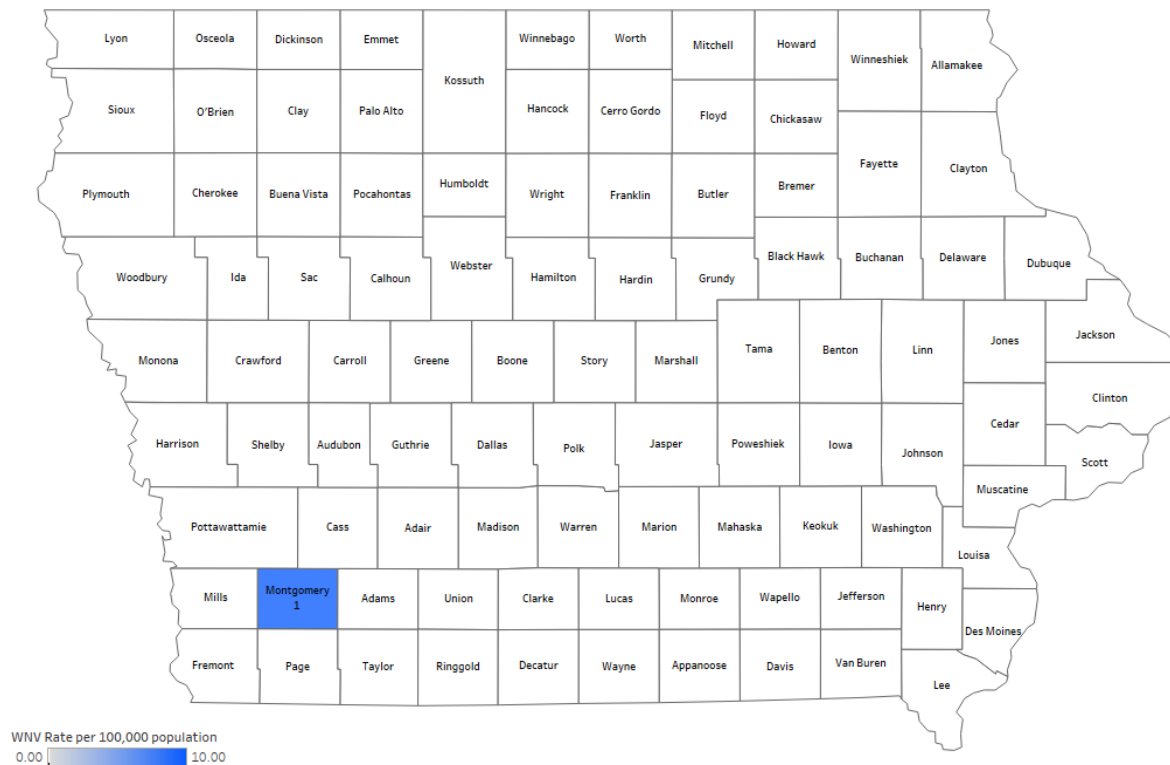 Lyon
Osceola
Dickinson
Emmet
Kossuth
Winnebago
Worth
Mitchell
Howard
Winneshiek
Allamakee
Sioux
O'Brien
Clay
Palo Alto
Hancock
Cerro Gordo
Floyd
Chickasaw
Fayette
Clayton
Plymouth
Cherokee
Buena Vista
Pocahontas
Humboldt
Wright
Franklin
Butler
Bremer
Woodbury
Ida
Sac
Calhoun
Webster
Hamilton
Hardin
Grundy
Black Hawk
Buchanan
Delaware
Dubuque
Monona
Crawford
Carroll
Greene
Boone
Story
Marshall
Tama
Benton
Linn
Jones
Jackson
Clinton
Harrison
Shelby
Audubon
Guthrie
Dallas
Polk
Jasper
Poweshiek
Iowa
Johnson
Cedar
Scott
Muscatine
Pottawattamie
Cass
Adair
Madison
Warren
Marion
Mahaska
Keokuk
Washington
Louisa
Mills
Montgomery
1
Adams
Union
Clarke
Lucas
Monroe
Wapello
Jefferson
Henry
Des Moines
Fremont
Page
Taylor
Ringgold
Decatur
Wayne
Appanoose
Davis
Van Buren
Lee
WNV Rate per 100,000 population
0.00 10.00